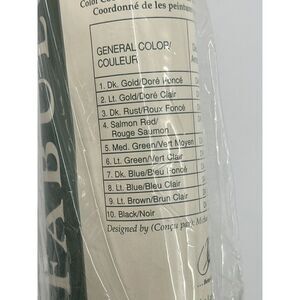 Color Co
Coordonné de les peintur
GENERAL COLOR/
COULEUR
1. Dk. Gold/Doré Foncé
2. Lt. Gold/Doré Clair
3. Dk. Rust/Roux Foncé
4. Salmon Red/
Rouge Saumon
5. Med. Green/Vert Moyen
6. Lt. Green/Vert Clair
7. Dk. Blue/Bleu Foncé
8. Lt. Blue/Bleu Clair
9. Lt. Brown/Brun Clair
10. Black/Noir
Designed by (Conçu par):